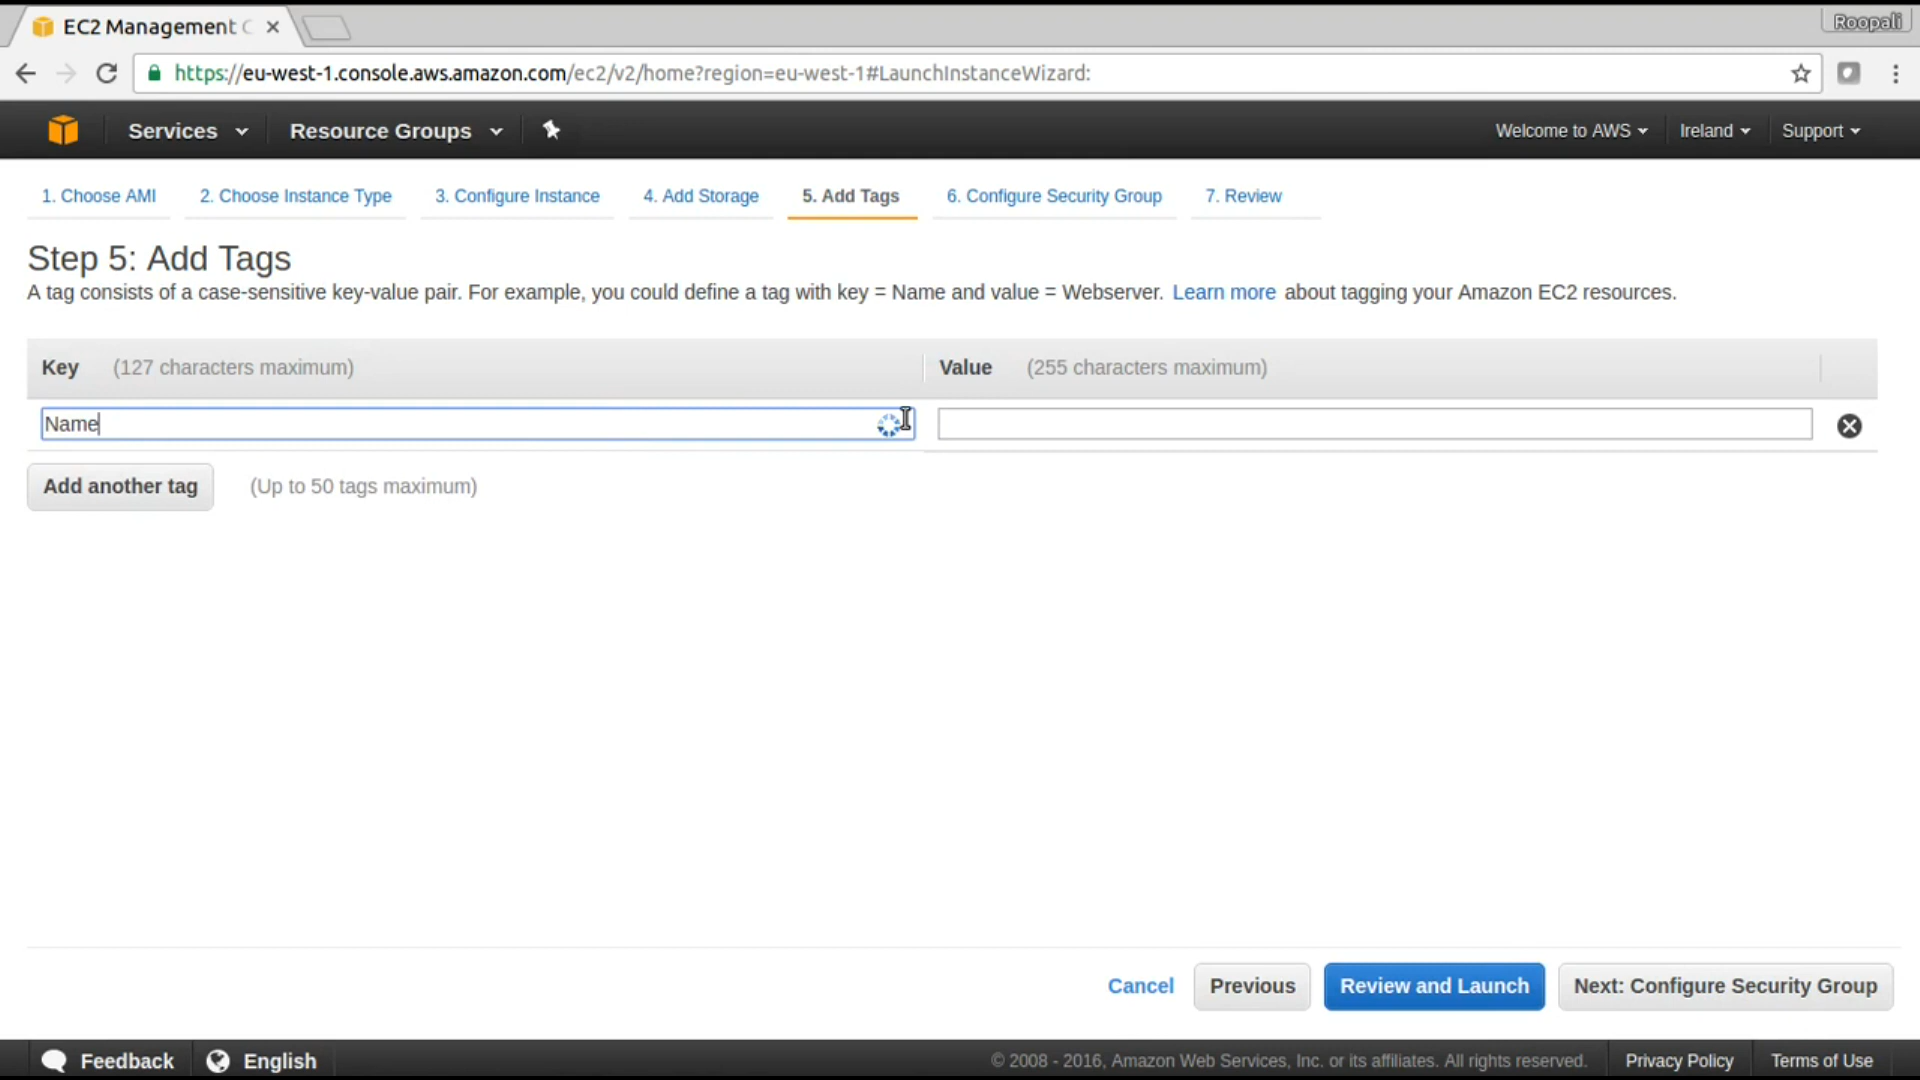 EC2 Management C
Roopali
https://eu-west-1.console.aws.amazon.com/ec2/v2/home?region=eu-west-1#LaunchInstanceWizard:
Services Resource Groups Welcome to AWS Ireland Support
1. Choose AMI 2. Choose Instance Type 3. Configure Instance 4. Add Storage 5. Add Tags 6. Configure Security Group 7. Review
Step 5: Add Tags
A tag consists of a case-sensitive key-value pair. For example, you could define a tag with key = Name and value = Webserver. Learn more about tagging your Amazon EC2 resources.
Key (127 characters maximum) Value (255 characters maximum)
Name
Add another tag (Up to 50 tags maximum)
Cancel Previous Review and Launch Next: Configure Security Group
Feedback English © 2008 - 2016, Amazon Web Services, Inc. or its affiliates. All rights reserved. Privacy Policy Terms of Use